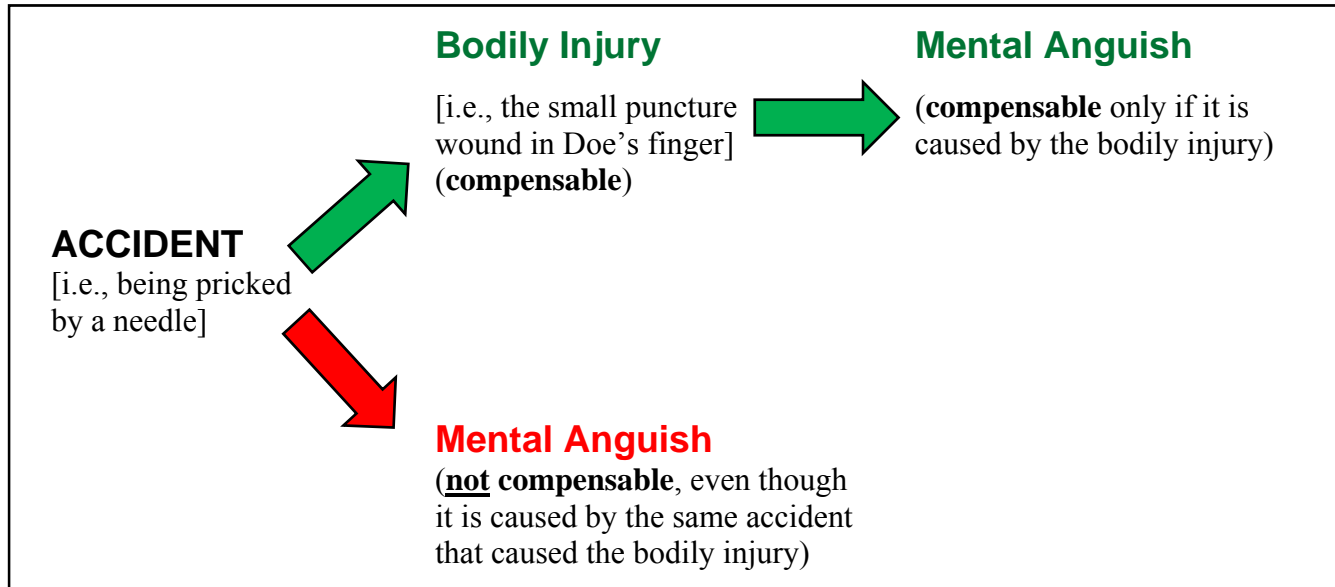 Bodily Injury
[i.e., the small puncture
wound in Doe’s finger]
(compensable)
Mental Anguish
(compensable only if it is
caused by the bodily injury)
ACCIDENT
[i.e., being pricked
by a needle]
Mental Anguish
(not compensable, even though
it is caused by the same accident
that caused the bodily injury)